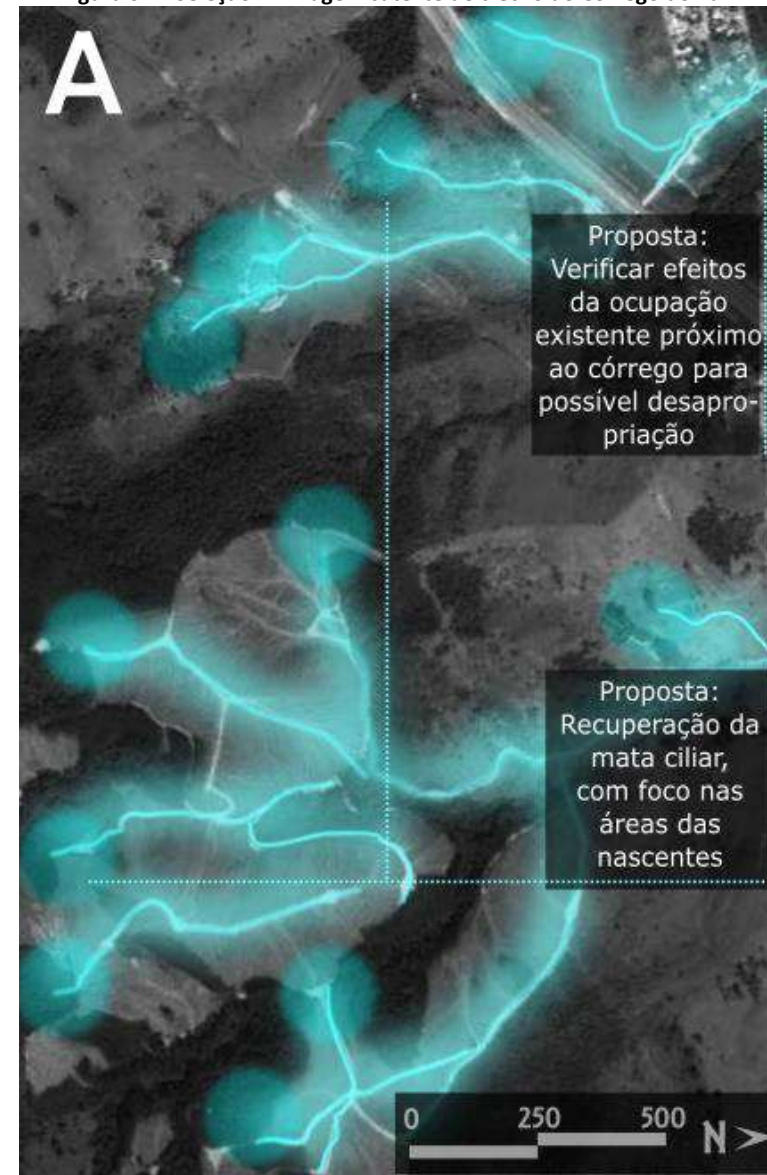 A
Proposta:
Verificar efeitos
da ocupação
existente próximo
ao córrego para
possível desapro-
priação
Proposta:
Recuperação da
mata ciliar,
com foco nas
áreas das
nascentes
0 250 500 N